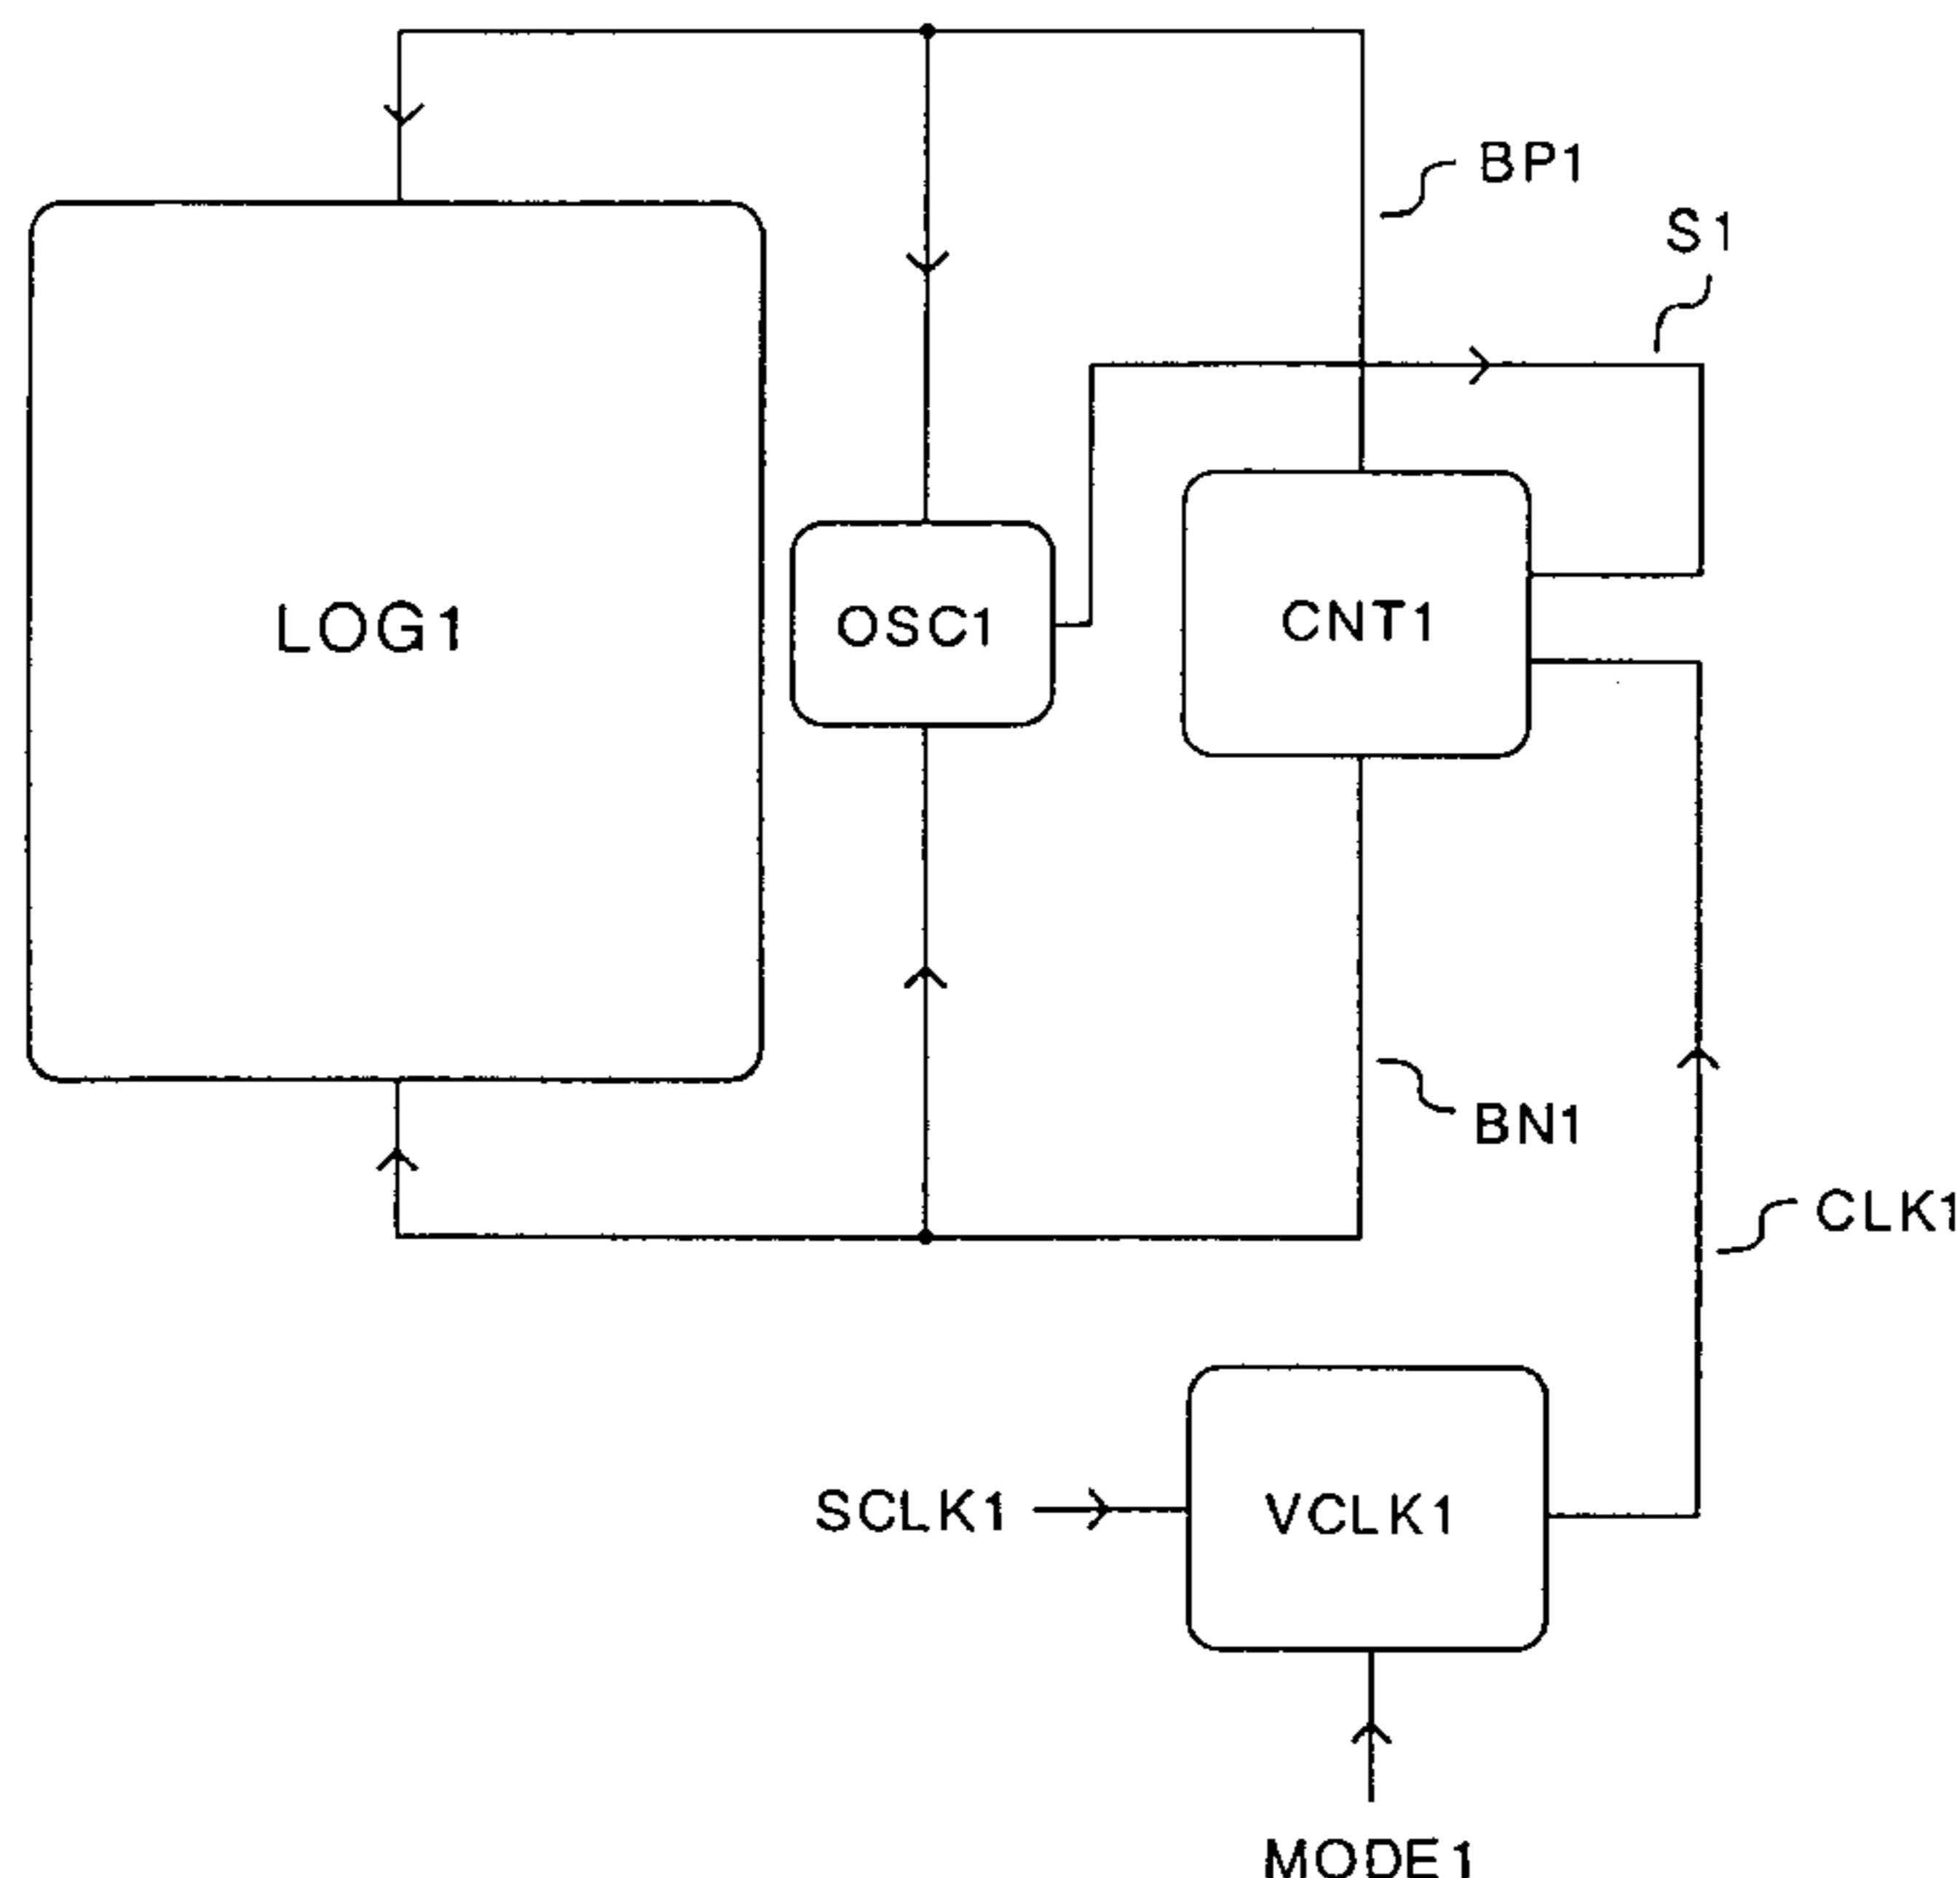 BP1
S1
LOG1
OSC1
CNT1
BN1
CLK1
SCLK1
VCLK1
MODE1